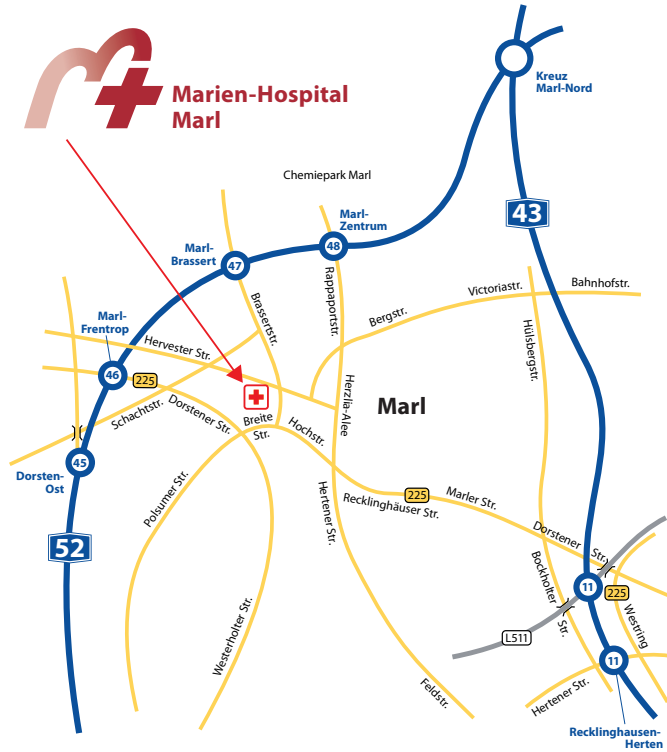 Marien-Hospital
Marl
Kreuz
Marl-Nord
Chemiepark Marl
43
Marl-
Zentrum
48
Marl-
Brassert
47
Rappaportstr.
Victoriastr.
Bahnhofstr.
Brassertstr.
Bergstr.
Hülsbergstr.
Marl-
Frentrop
Hervester Str.
46
225
Schachtstr.
Dorstener Str.
Breite
Str.
Hochstr.
Herzlia-Alee
Marl
45
Dorsten-
Ost
Polsumer Str.
Hertener Str.
225
Recklinghäuser Str.
Marler Str.
Dorstener Str.
52
Bockholter Str.
11
225
Westring
L511
Westerholter Str.
Feldstr.
11
Hertener Str.
Recklinghausen-
Herten